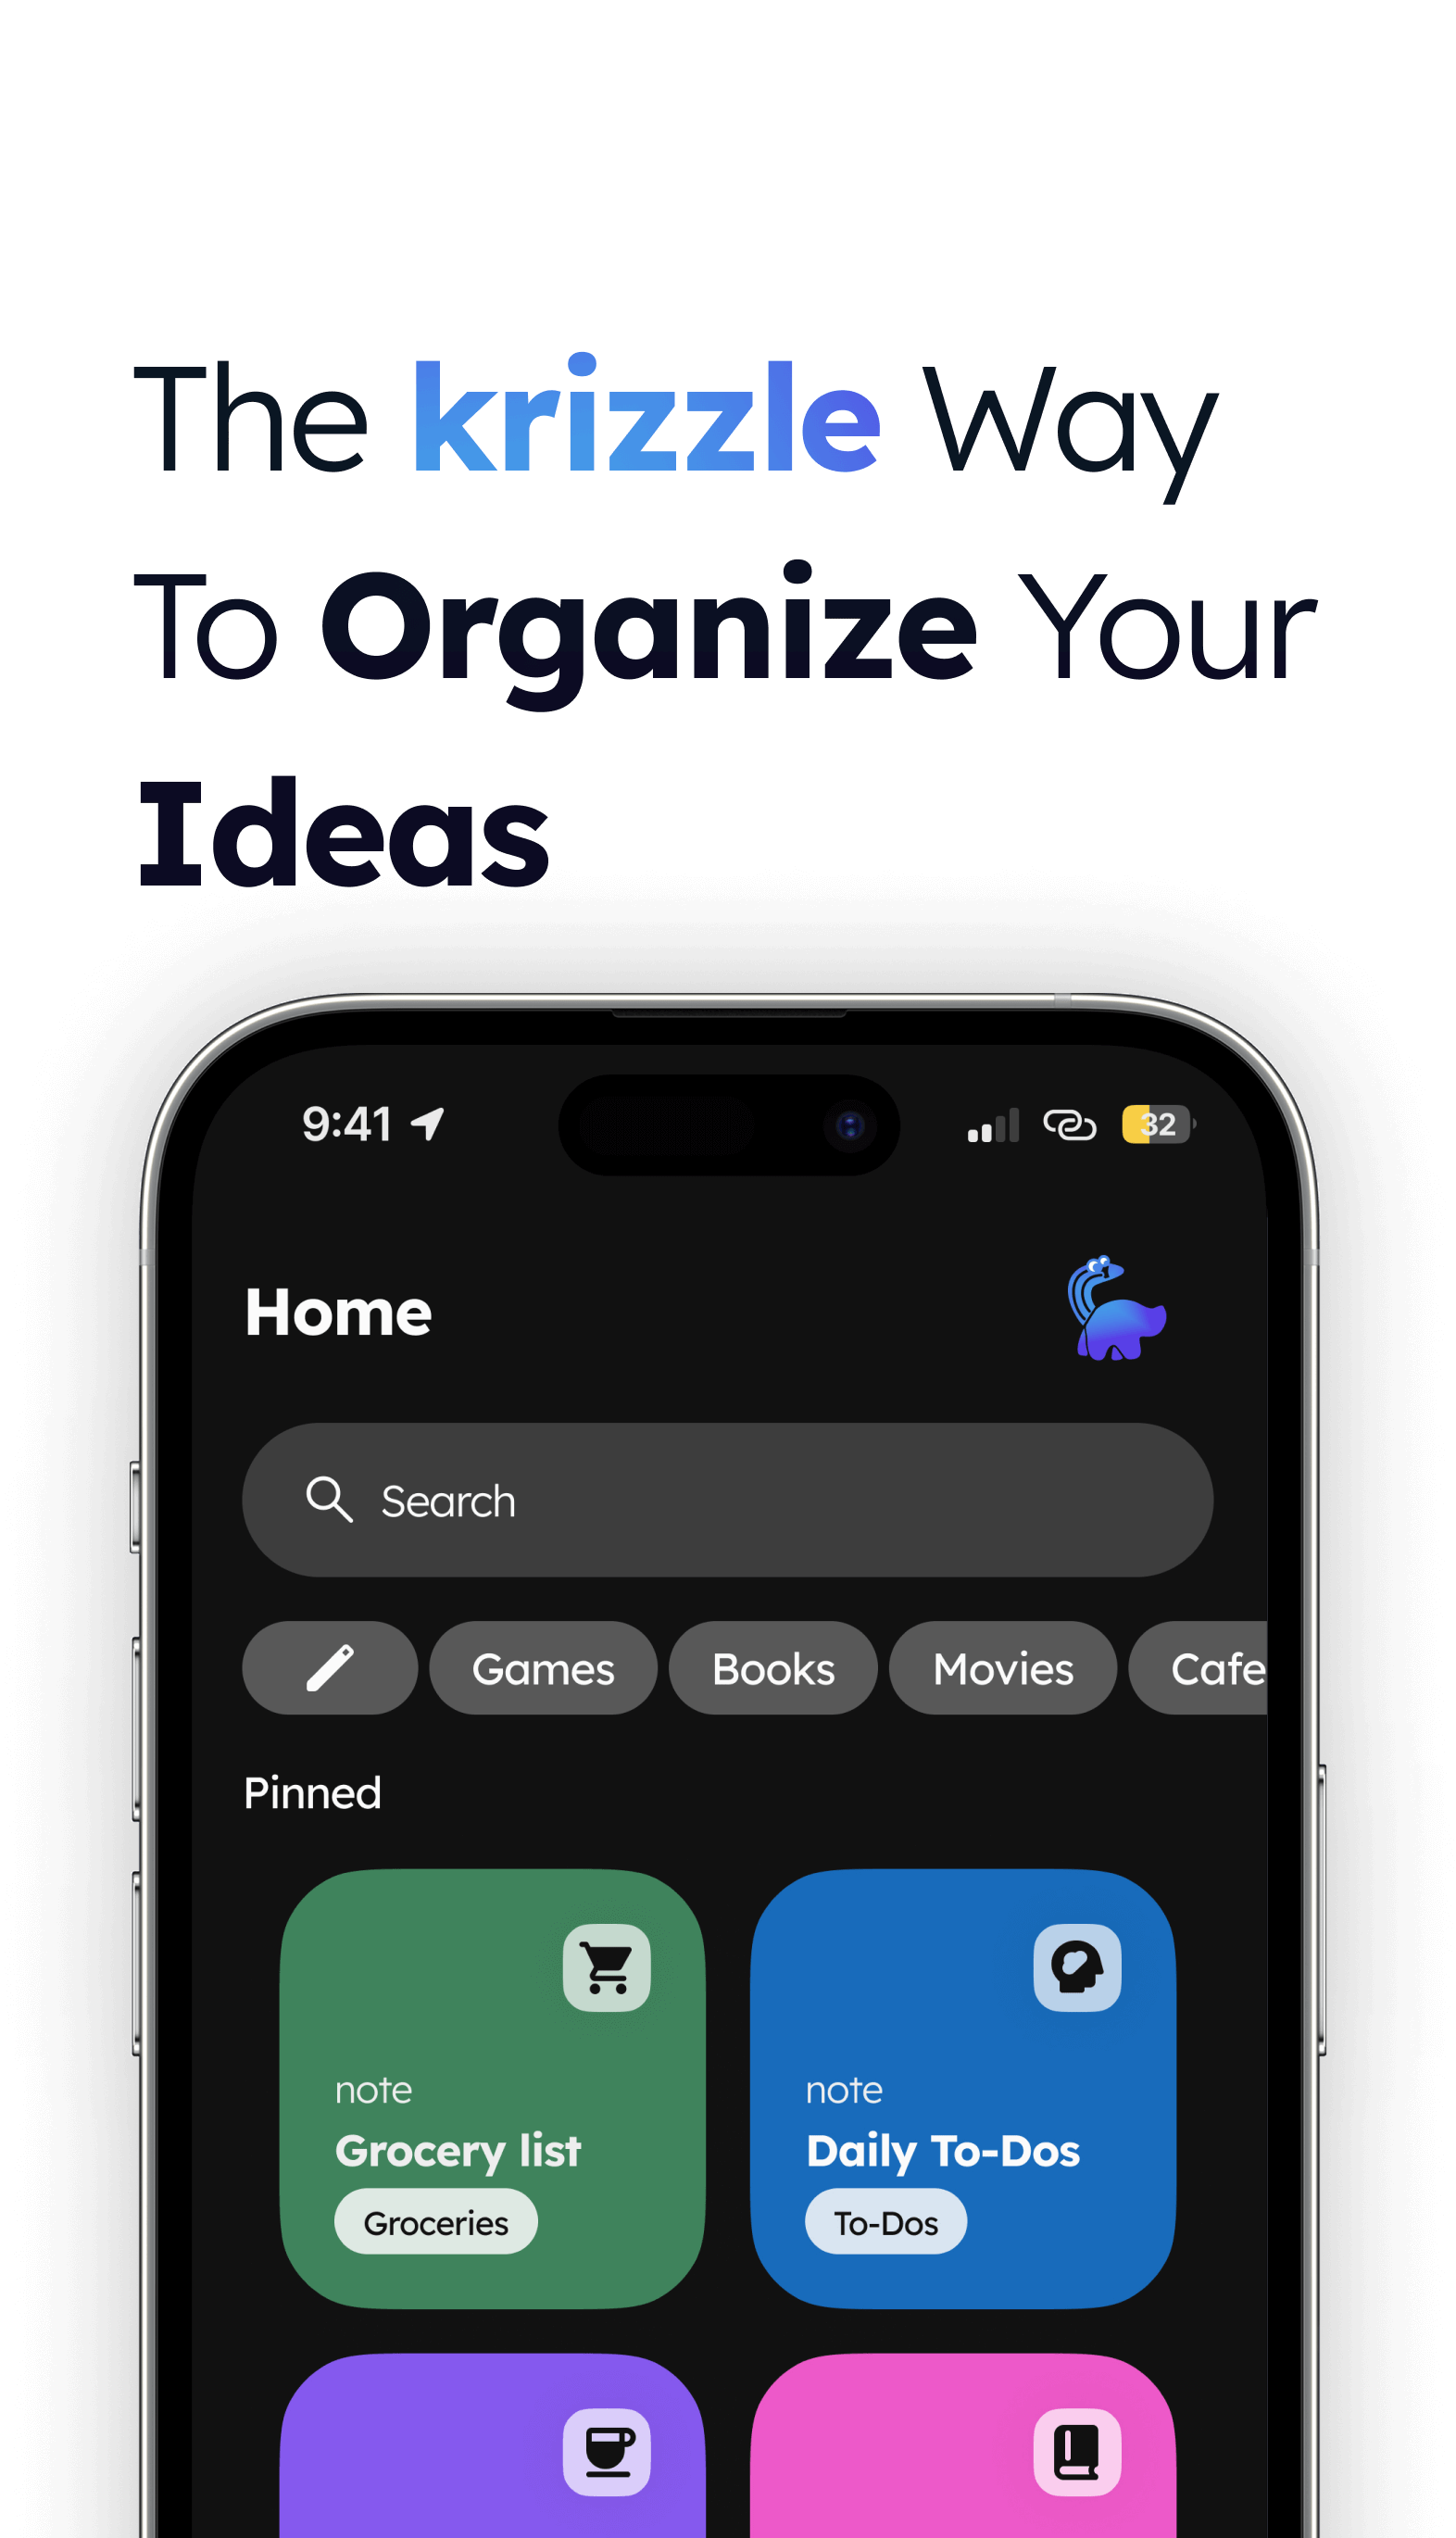 The krizzle Way
To Organize Your
Ideas
9:41 32
Home
Search
Games Books Movies Cafe
Pinned
note note
Grocery list Daily To-Dos
Groceries To-Dos